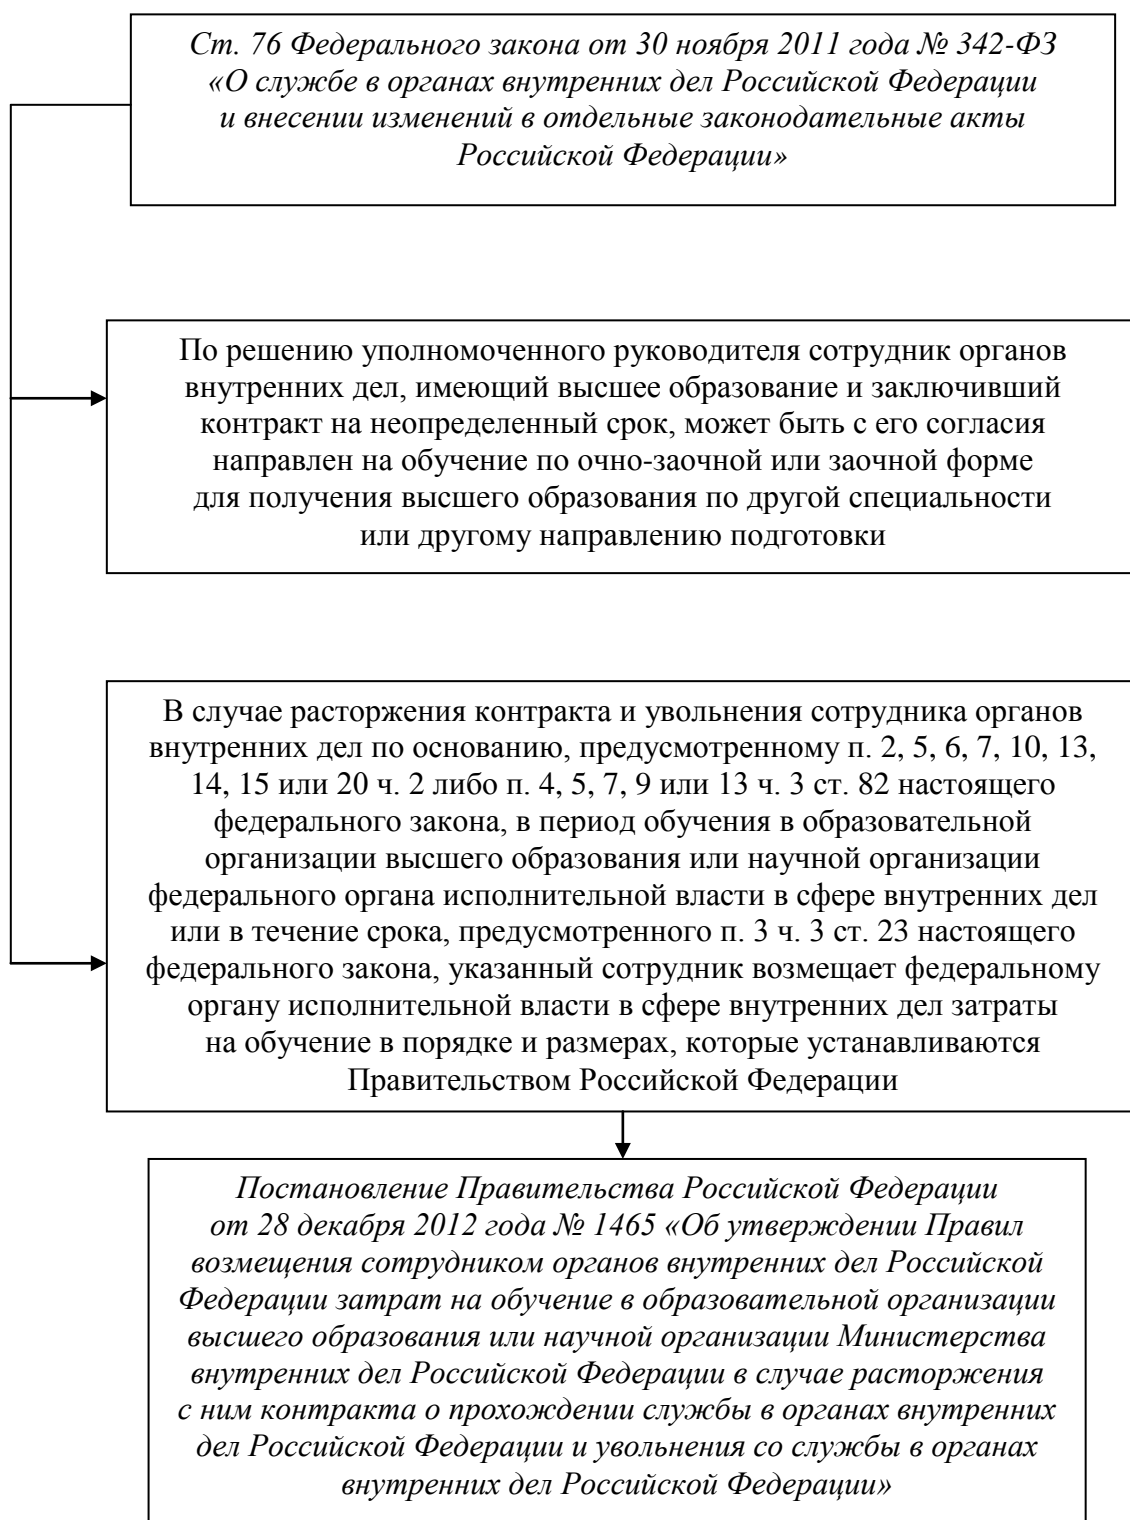 Ст. 76 Федерального закона от 30 ноября 2011 года № 342-ФЗ
«О службе в органах внутренних дел Российской Федерации
и внесении изменений в отдельные законодательные акты
Российской Федерации»
По решению уполномоченного руководителя сотрудник органов
внутренних дел, имеющий высшее образование и заключивший
контракт на неопределенный срок, может быть с его согласия
направлен на обучение по очно-заочной или заочной форме
для получения высшего образования по другой специальности
или другому направлению подготовки
В случае расторжения контракта и увольнения сотрудника органов
внутренних дел по основанию, предусмотренному п. 2, 5, 6, 7, 10, 13,
14, 15 или 20 ч. 2 либо п. 4, 5, 7, 9 или 13 ч. 3 ст. 82 настоящего
федерального закона, в период обучения в образовательной
организации высшего образования или научной организации
федерального органа исполнительной власти в сфере внутренних дел
или в течение срока, предусмотренного п. 3 ч. 3 ст. 23 настоящего
федерального закона, указанный сотрудник возмещает федеральному
органу исполнительной власти в сфере внутренних дел затраты
на обучение в порядке и размерах, которые устанавливаются
Правительством Российской Федерации
Постановление Правительства Российской Федерации
от 28 декабря 2012 года № 1465 «Об утверждении Правил
возмещения сотрудником органов внутренних дел Российской
Федерации затрат на обучение в образовательной организации
высшего образования или научной организации Министерства
внутренних дел Российской Федерации в случае расторжения
с ним контракта о прохождении службы в органах внутренних
дел Российской Федерации и увольнения со службы в органах
внутренних дел Российской Федерации»